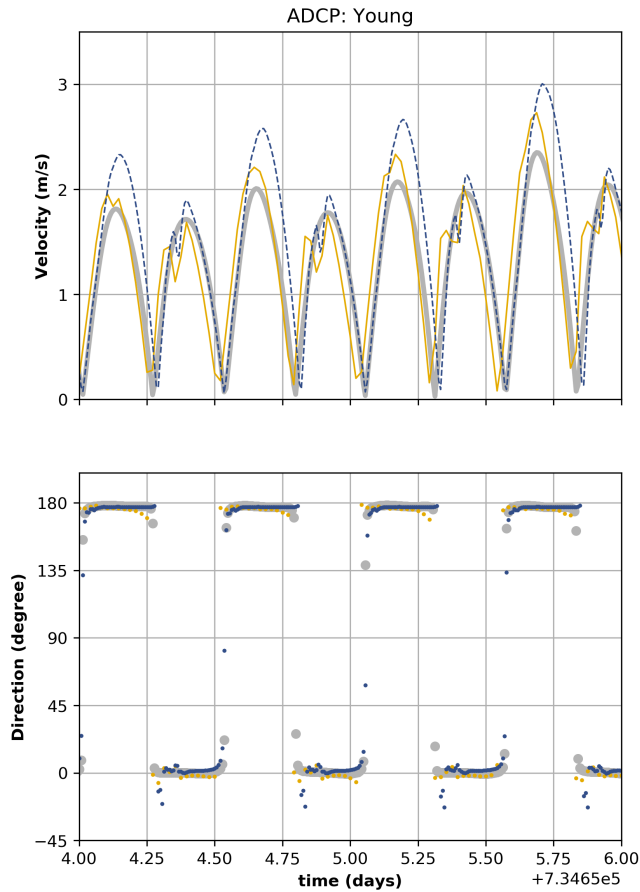 ADCP: Young
3
2
1
0
Velocity (m/s)
180
135
90
45
0
−45
Direction (degree)
4.00 4.25 4.50 4.75 5.00 5.25 5.50 5.75 6.00
+7.3465e5
time (days)